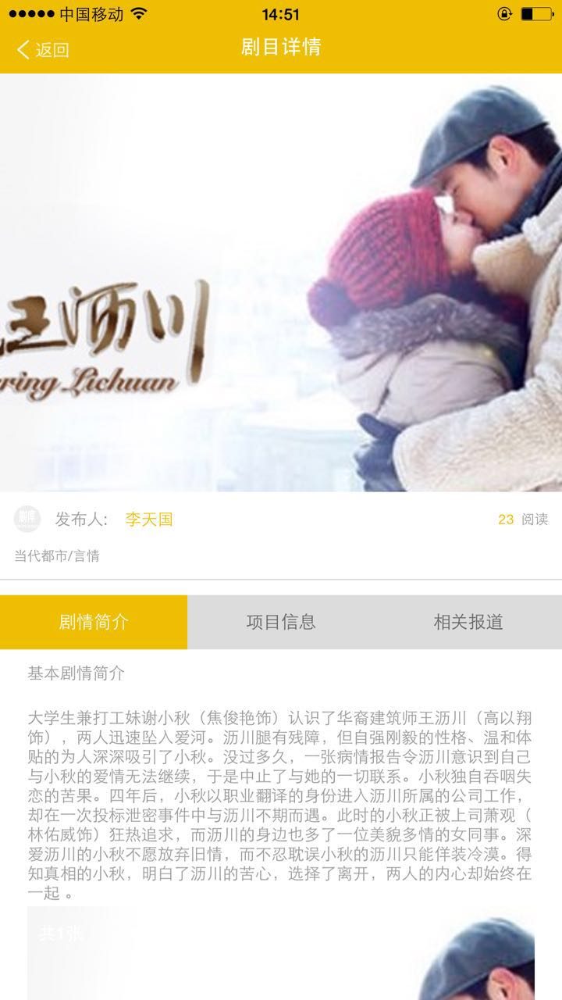 中国移动
14:51
返回
剧目详情
王沥川
ring Lichuan
发布人:
李天国
23 阅读
当代都市/言情
剧情简介
项目信息
相关报道
基本剧情简介
大学生兼打工妹谢小秋（焦俊艳饰）认识了华裔建筑师王沥川（高以翔
饰），两人迅速坠入爱河。沥川腿有残障，但自强刚毅的性格、温和体
贴的为人深深吸引了小秋。没过多久，一张病情报告令沥川意识到自己
与小秋的爱情无法继续，于是中止了与她的一切联系。小秋独自吞咽失
恋的苦果。四年后，小秋以职业翻译的身份进入沥川所属的公司工作，
却在一次投标泄密事件中与沥川不期而遇。此时的小秋正被上司萧观（
林佑威饰）狂热追求，而沥川的身边也多了一位美貌多情的女同事。深
爱沥川的小秋不愿放弃旧情，而不忍耽误小秋的沥川只能佯装冷漠。得
知真相的小秋，明白了沥川的苦心，选择了离开，两人的内心却始终在
一起 。
共1张